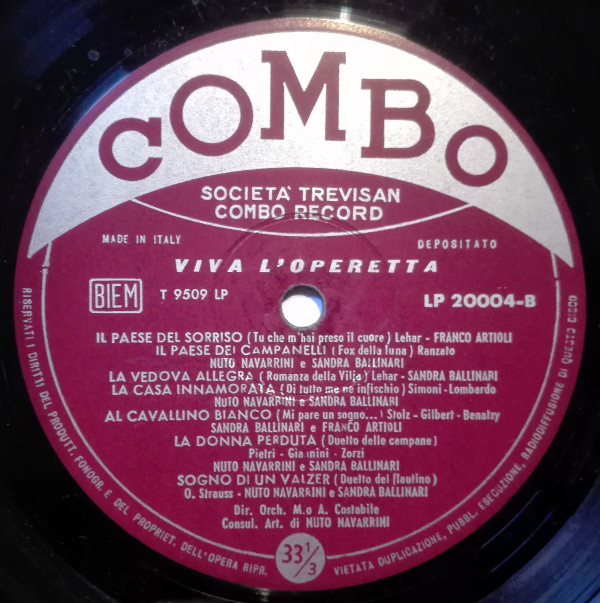 COMBO
SOCIETÀ TREVISAN
COMBO RECORD
MADE IN ITALY
DEPOSITATO
VIVA L'OPERETTA
BIEM
T 9509 LP
LP 20004-B
IL PAESE DEL SORRISO (Tu che m'hai preso il cuore) Lehar - FRANCO ARTIOLI
IL PAESE DEI CAMPANELLI (Fox della luna) Ranzato
NUTO NAVARRINI e SANDRA BALLINARI
LA VEDOVA ALLEGRA (Romanza della Vilja) Lehar - SANDRA BALLINARI
LA CASA INNAMORATA (Di tutto me ne infischio) Simoni - Lombardo
NUTO NAVARRINI e SANDRA BALLINARI
AL CAVALLINO BIANCO (Mi pare un sogno...) Stolz - Gilbert - Benatzy
SANDRA BALLINARI e FRANCO ARTIOLI
LA DONNA PERDUTA (Duetto delle campane)
Pietri - Giannini - Zorzi
NUTO NAVARRINI e SANDRA BALLINARI
SOGNO DI UN VALZER (Duetto del flautino)
O. Strauss - NUTO NAVARRINI e SANDRA BALLINARI
Dir. Orch. M.o A. Costabile
Consul. Art. di NUTO NAVARRINI
33 1/3
RISERVATI I DIRITTI DEL PRODUTT. FONOGR. E DEL PROPRIET. DELL'OPERA RIPR.
VIETATA DUPLICAZIONE, PUBBL. ESECUZIONE, RADIODIFFUSIONE DI QUESTO DISCO